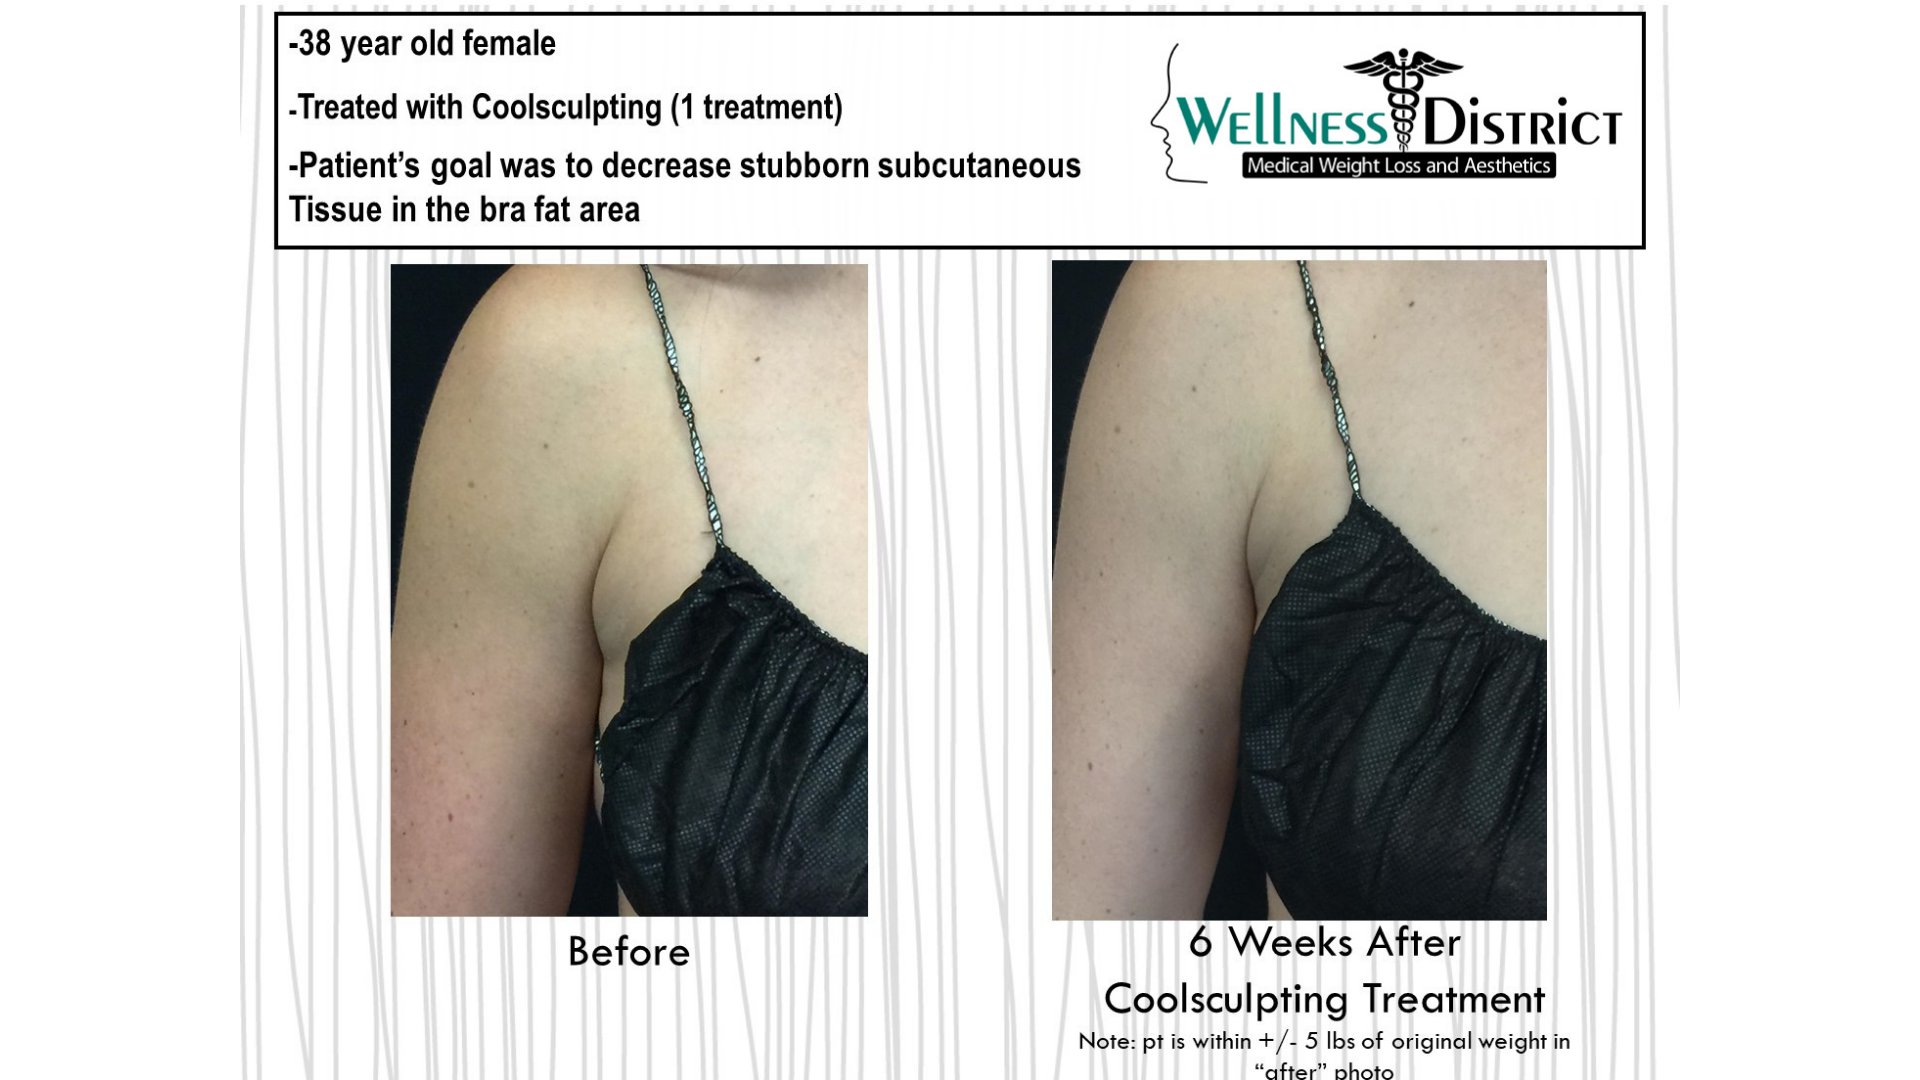 -38 year old female
-Treated with Coolsculpting (1 treatment)
-Patient's goal was to decrease stubborn subcutaneous
Tissue in the bra fat area
WELLNESS DISTRICT
Medical Weight Loss and Aesthetics
Before
6 Weeks After
Coolsculpting Treatment
Note: pt is within +/- 5 lbs of original weight in
“after” photo